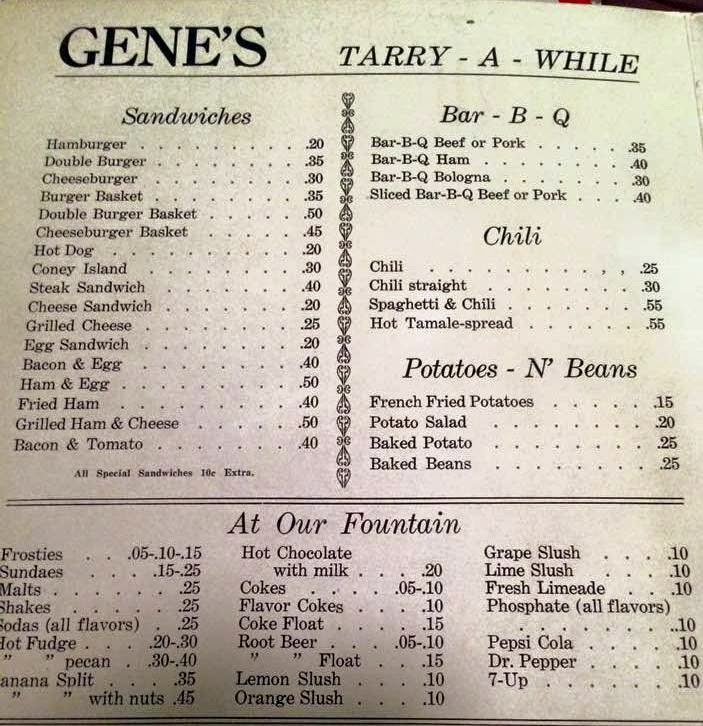 GENE'S TARRY - A - WHILE
Sandwiches
Hamburger . . . . . . . . . .20
Double Burger . . . . . . . . .35
Cheeseburger . . . . . . . . .30
Burger Basket . . . . . . . . .35
Double Burger Basket . . . . . .50
Cheeseburger Basket . . . . . .45
Hot Dog . . . . . . . . . . .20
Coney Island . . . . . . . . .30
Steak Sandwich . . . . . . . .40
Cheese Sandwich . . . . . . . .20
Grilled Cheese . . . . . . . . .25
Egg Sandwich . . . . . . . . .20
Bacon & Egg . . . . . . . . .40
Ham & Egg . . . . . . . . . .50
Fried Ham . . . . . . . . . .40
Grilled Ham & Cheese . . . . . .50
Bacon & Tomato . . . . . . . .40
All Special Sandwiches 10c Extra.
Bar - B - Q
Bar-B-Q Beef or Pork . . . . . .35
Bar-B-Q Ham . . . . . . . .40
Bar-B-Q Bologna . . . . . . .30
Sliced Bar-B-Q Beef or Pork . . . .40
Chili
Chili . . . . . . . . , , .25
Chili straight . . . . . . . .30
Spaghetti & Chili . . . . . . .55
Hot Tamale-spread . . . . . . .55
Potatoes - N' Beans
French Fried Potatoes . . . . . .15
Potato Salad . . . . . . . . .20
Baked Potato . . . . . . . . .25
Baked Beans . . . . . . . . .25
At Our Fountain
Frosties . . .05-.10-.15
Sundaes . . . .15-.25
Malts . . . . . . .25
Shakes . . . . . . .25
Sodas (all flavors) . .25
Hot Fudge . . . .20-.30
” ” pecan . .30-.40
anana Split . . . . .35
” ” with nuts .45
Hot Chocolate
with milk . . . .20
Cokes . . . . .05-.10
Flavor Cokes . . . .10
Coke Float . . . . .15
Root Beer . . . .05-.10
” ” Float . . .15
Lemon Slush . . . .10
Orange Slush . . . .10
Grape Slush . . . .10
Lime Slush . . . . .10
Fresh Limeade . . .10
Phosphate (all flavors)
. . . . . . . . ..10
Pepsi Cola . . . . .10
Dr. Pepper . . . . .10
7-Up . . . . . . .10